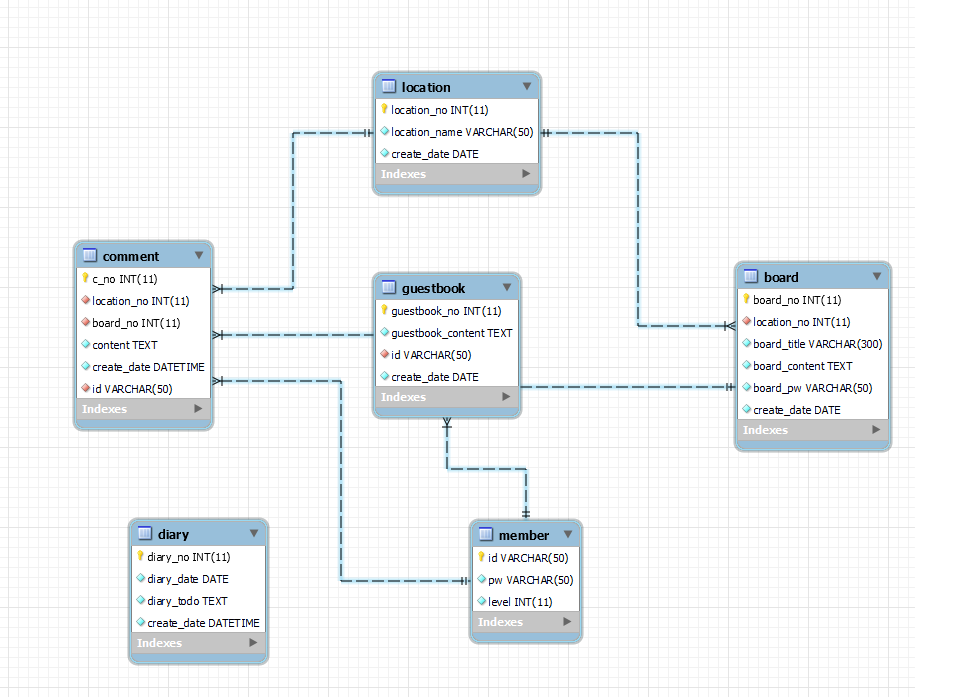 location
location_no INT(11)
location_name VARCHAR(50)
create_date DATE
Indexes
comment
c_no INT(11)
location_no INT(11)
board_no INT(11)
content TEXT
create_date DATETIME
id VARCHAR(50)
Indexes
guestbook
guestbook_no INT(11)
guestbook_content TEXT
id VARCHAR(50)
create_date DATE
Indexes
board
board_no INT(11)
location_no INT(11)
board_title VARCHAR(300)
board_content TEXT
board_pw VARCHAR(50)
create_date DATE
Indexes
diary
diary_no INT(11)
diary_date DATE
diary_todo TEXT
create_date DATETIME
Indexes
member
id VARCHAR(50)
pw VARCHAR(50)
level INT(11)
Indexes